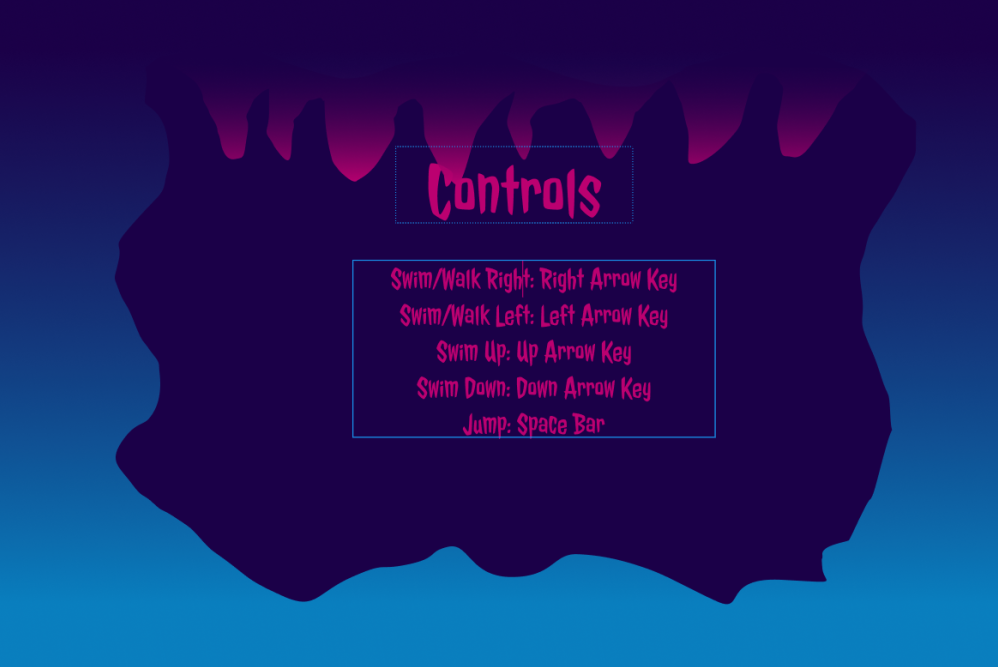 Controls
Swim/Walk Right: Right Arrow Key
Swim/Walk Left: Left Arrow Key
Swim Up: Up Arrow Key
Swim Down: Down Arrow Key
Jump: Space Bar